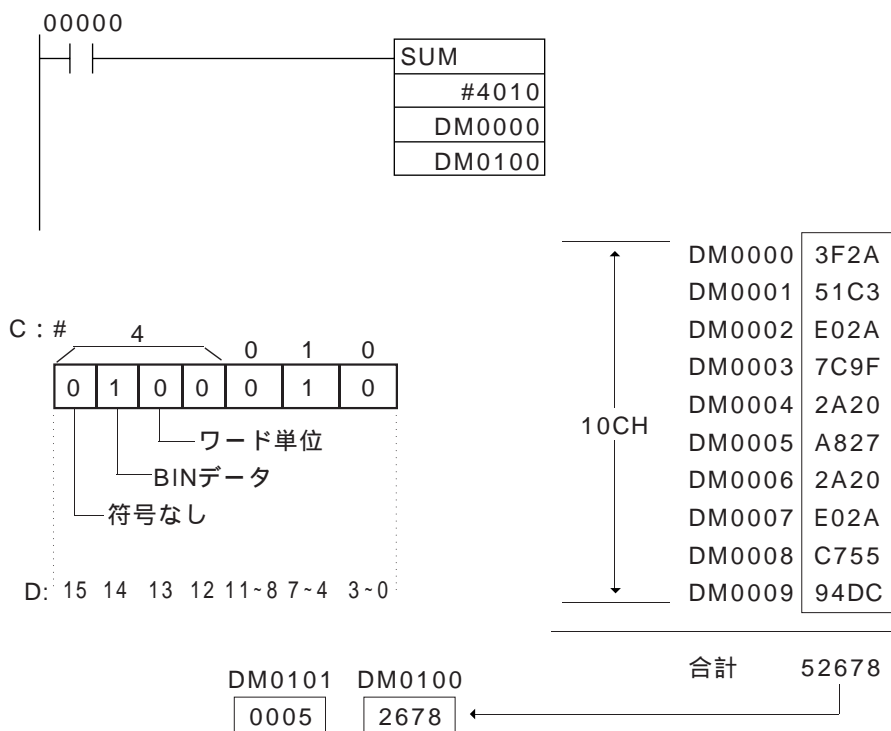 00000
SUM
#4010
DM0000
DM0100
C : #
4 0 1 0
0 1 0 0 0 1 0
ワード単位
BINデータ
符号なし
D: 15 14 13 12 11~8 7~4 3~0
10CH
DM0000 3F2A
DM0001 51C3
DM0002 E02A
DM0003 7C9F
DM0004 2A20
DM0005 A827
DM0006 2A20
DM0007 E02A
DM0008 C755
DM0009 94DC
合計 52678
DM0101 DM0100
0005 2678